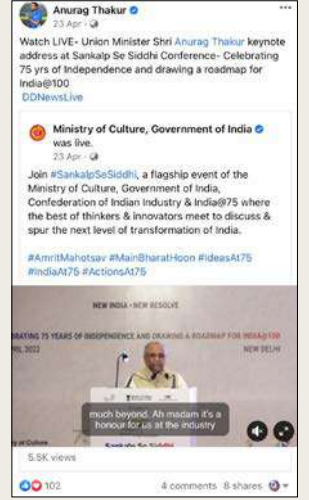 Anurag Thakur
23 Apr ·
Watch LIVE- Union Minister Shri Anurag Thakur keynote
address at Sankalp Se Siddhi Conference- Celebrating
75 yrs of Independence and drawing a roadmap for
India@100
DDNewsLive
Ministry of Culture, Government of India
was live.
23 Apr ·
Join #SankalpSeSiddhi, a flagship event of the
Ministry of Culture, Government of India,
Confederation of Indian Industry & India@75 where
the best of thinkers & innovators meet to discuss &
spur the next level of transformation of India.
#AmritMahotsav #MainBharatHoon #IdeasAt75
#IndiaAt75 #ActionsAt75
NEW INDIA · NEW RESOLVE
RATING 75 YEARS OF INDEPENDENCE AND DRAWING A ROADMAP FOR INDIA@100
2022 NEW DELHI
much beyond. Ah madam it's a
honour for us at the industry
of Culture
Sankalp Se Siddhi
5.5K views
102 4 comments 8 shares